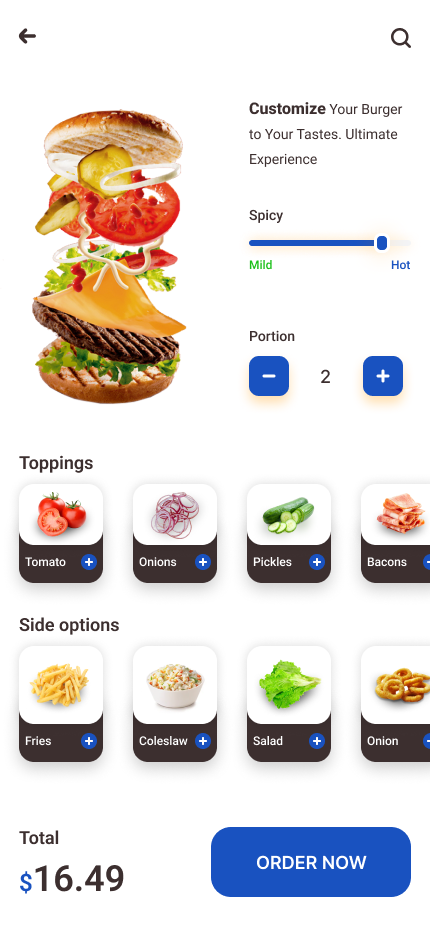 Customize Your Burger
to Your Tastes. Ultimate
Experience
Spicy
Mild Hot
Portion
2
Toppings
Tomato Onions Pickles Bacons
Side options
Fries Coleslaw Salad Onion
Total
$16.49
ORDER NOW